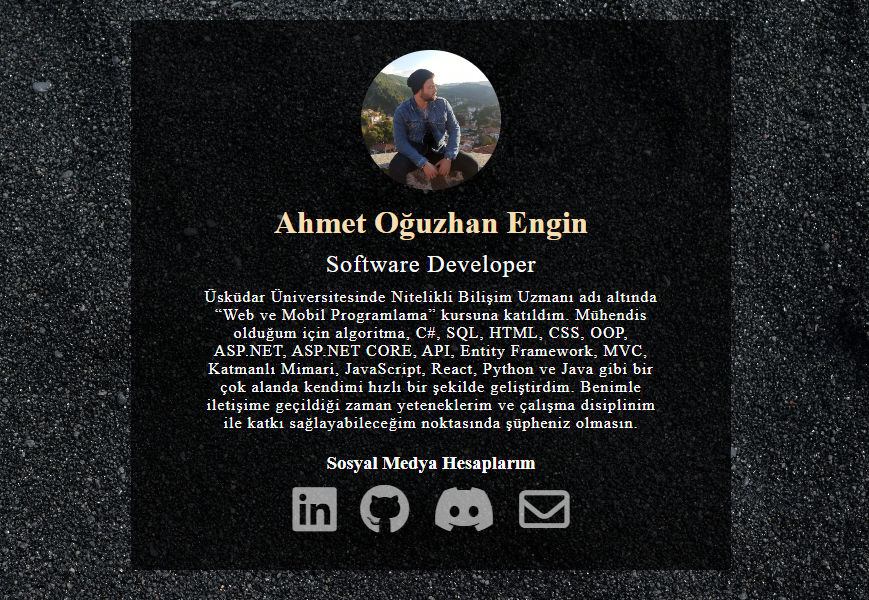 Ahmet Oğuzhan Engin
Software Developer
Üsküdar Üniversitesinde Nitelikli Bilişim Uzmanı adı altında
“Web ve Mobil Programlama” kursuna katıldım. Mühendis
olduğum için algoritma, C#, SQL, HTML, CSS, OOP,
ASP.NET, ASP.NET CORE, API, Entity Framework, MVC,
Katmanlı Mimari, JavaScript, React, Python ve Java gibi bir
çok alanda kendimi hızlı bir şekilde geliştirdim. Benimle
iletişime geçildiği zaman yeteneklerim ve çalışma disiplinim
ile katkı sağlayabileceğim noktasında şüpheniz olmasın.
Sosyal Medya Hesaplarım
in